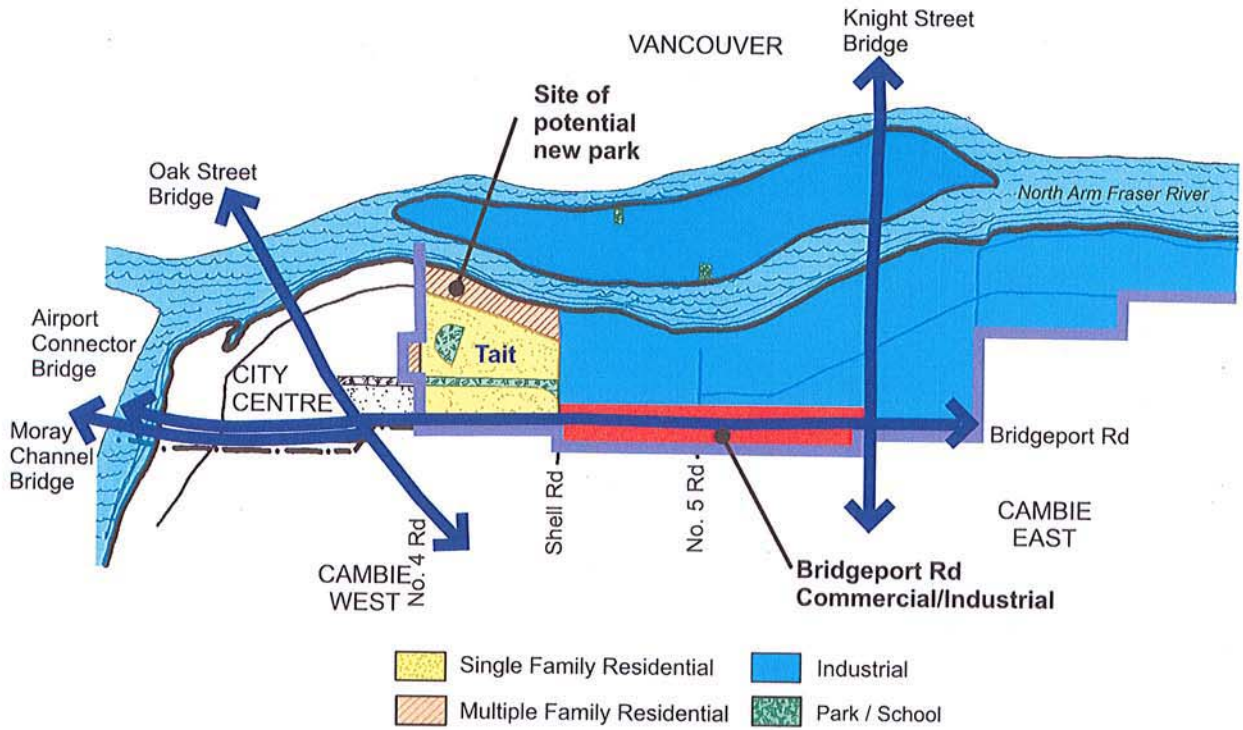 VANCOUVER
Knight Street
Bridge
Site of
potential
new park
Oak Street
Bridge
North Arm Fraser River
Airport
Connector
Bridge
Tait
CITY
CENTRE
Moray
Channel
Bridge
Bridgeport Rd
No. 4 Rd
Shell Rd
No. 5 Rd
CAMBIE
WEST
CAMBIE
EAST
Bridgeport Rd
Commercial/Industrial
Single Family Residential
Industrial
Multiple Family Residential
Park / School